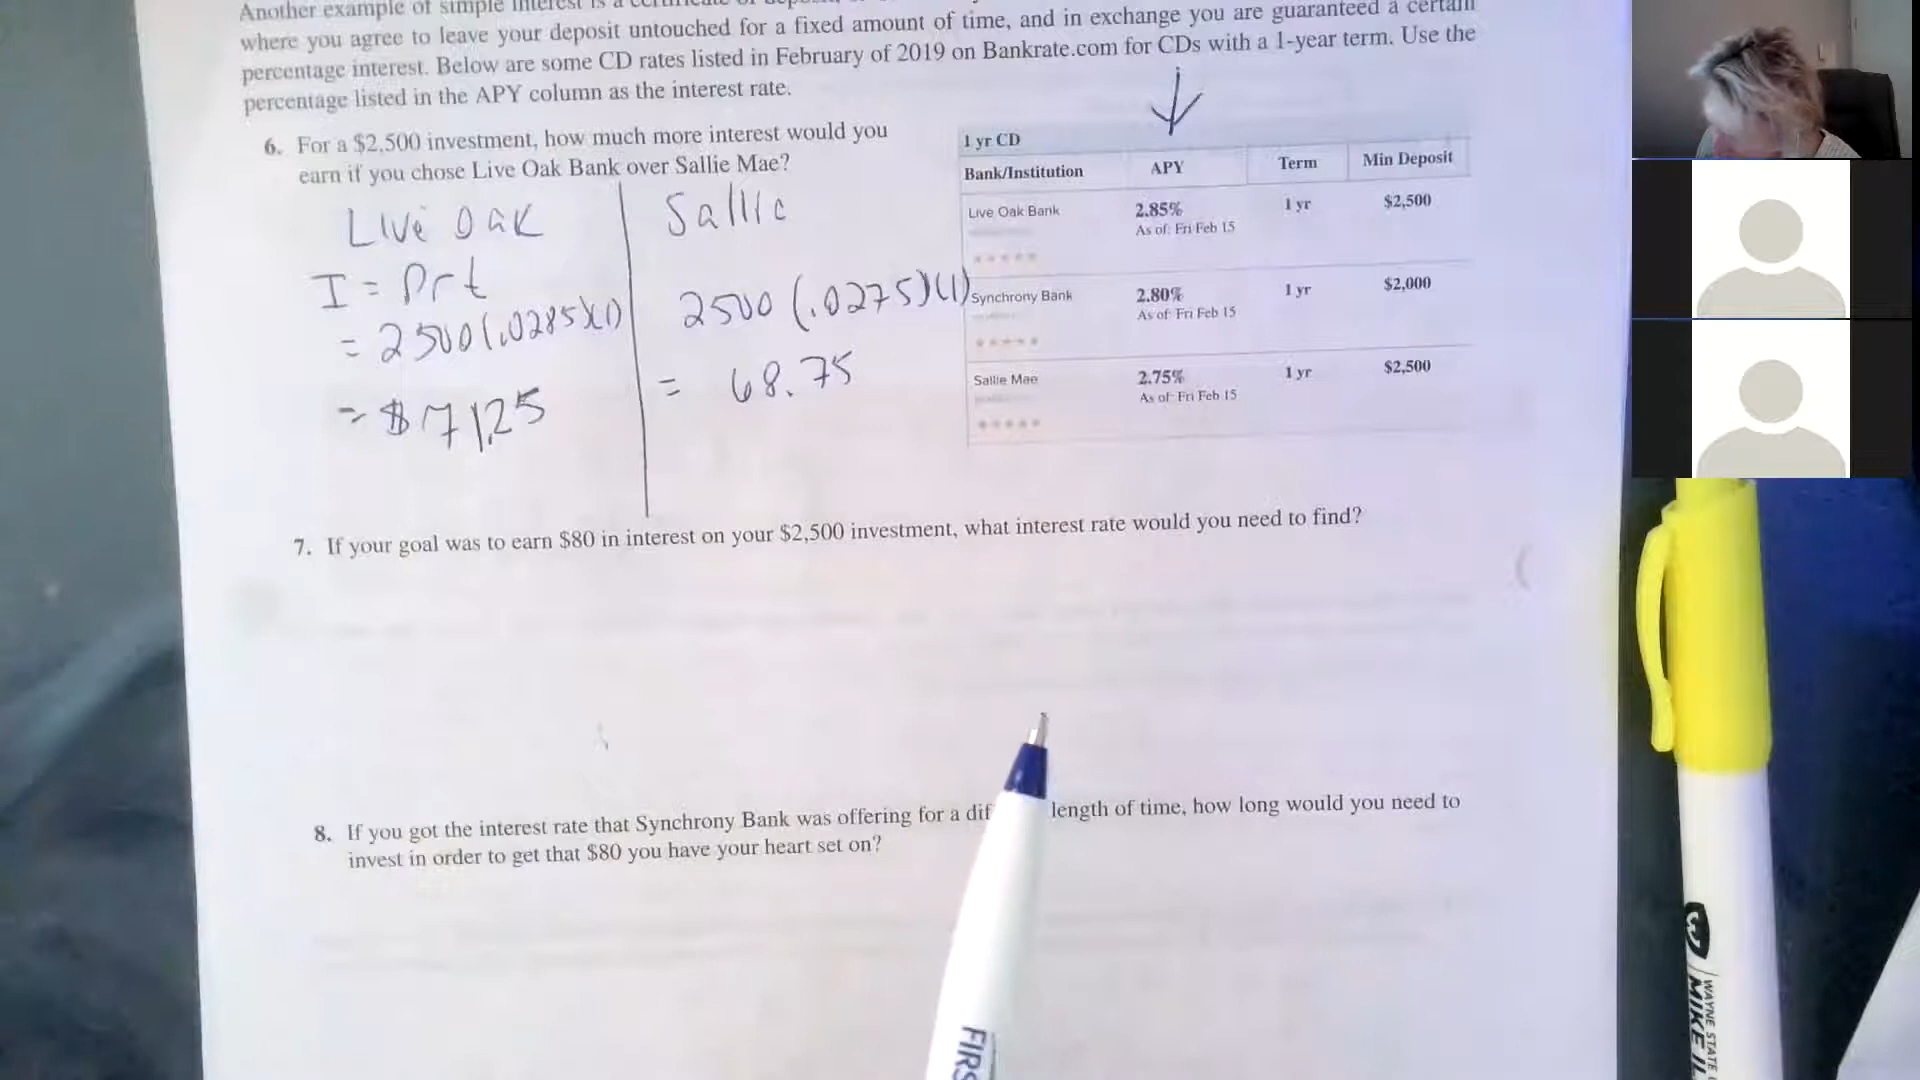 Another example of simple interest is a
where you agree to leave your deposit untouched for a fixed amount of time, and in exchange you are guaranteed a certain
percentage interest. Below are some CD rates listed in February of 2019 on Bankrate.com for CDs with a 1-year term. Use the
percentage listed in the APY column as the interest rate.
6. For a $2,500 investment, how much more interest would you
earn if you chose Live Oak Bank over Sallie Mae?
Live Oak
I = Prt
= 2500(.0285)(1)
= $71.25
Sallie
2500 (.0275)(1)
= 68.75
1 yr CD
Bank/Institution APY Term Min Deposit
Live Oak Bank 2.85% 1 yr $2,500
As of: Fri Feb 15
Synchrony Bank 2.80% 1 yr $2,000
As of: Fri Feb 15
Sallie Mae 2.75% 1 yr $2,500
As of: Fri Feb 15
7. If your goal was to earn $80 in interest on your $2,500 investment, what interest rate would you need to find?
8. If you got the interest rate that Synchrony Bank was offering for a dif length of time, how long would you need to
invest in order to get that $80 you have your heart set on?
FIRS
WAYNE STATE
MIKE IL